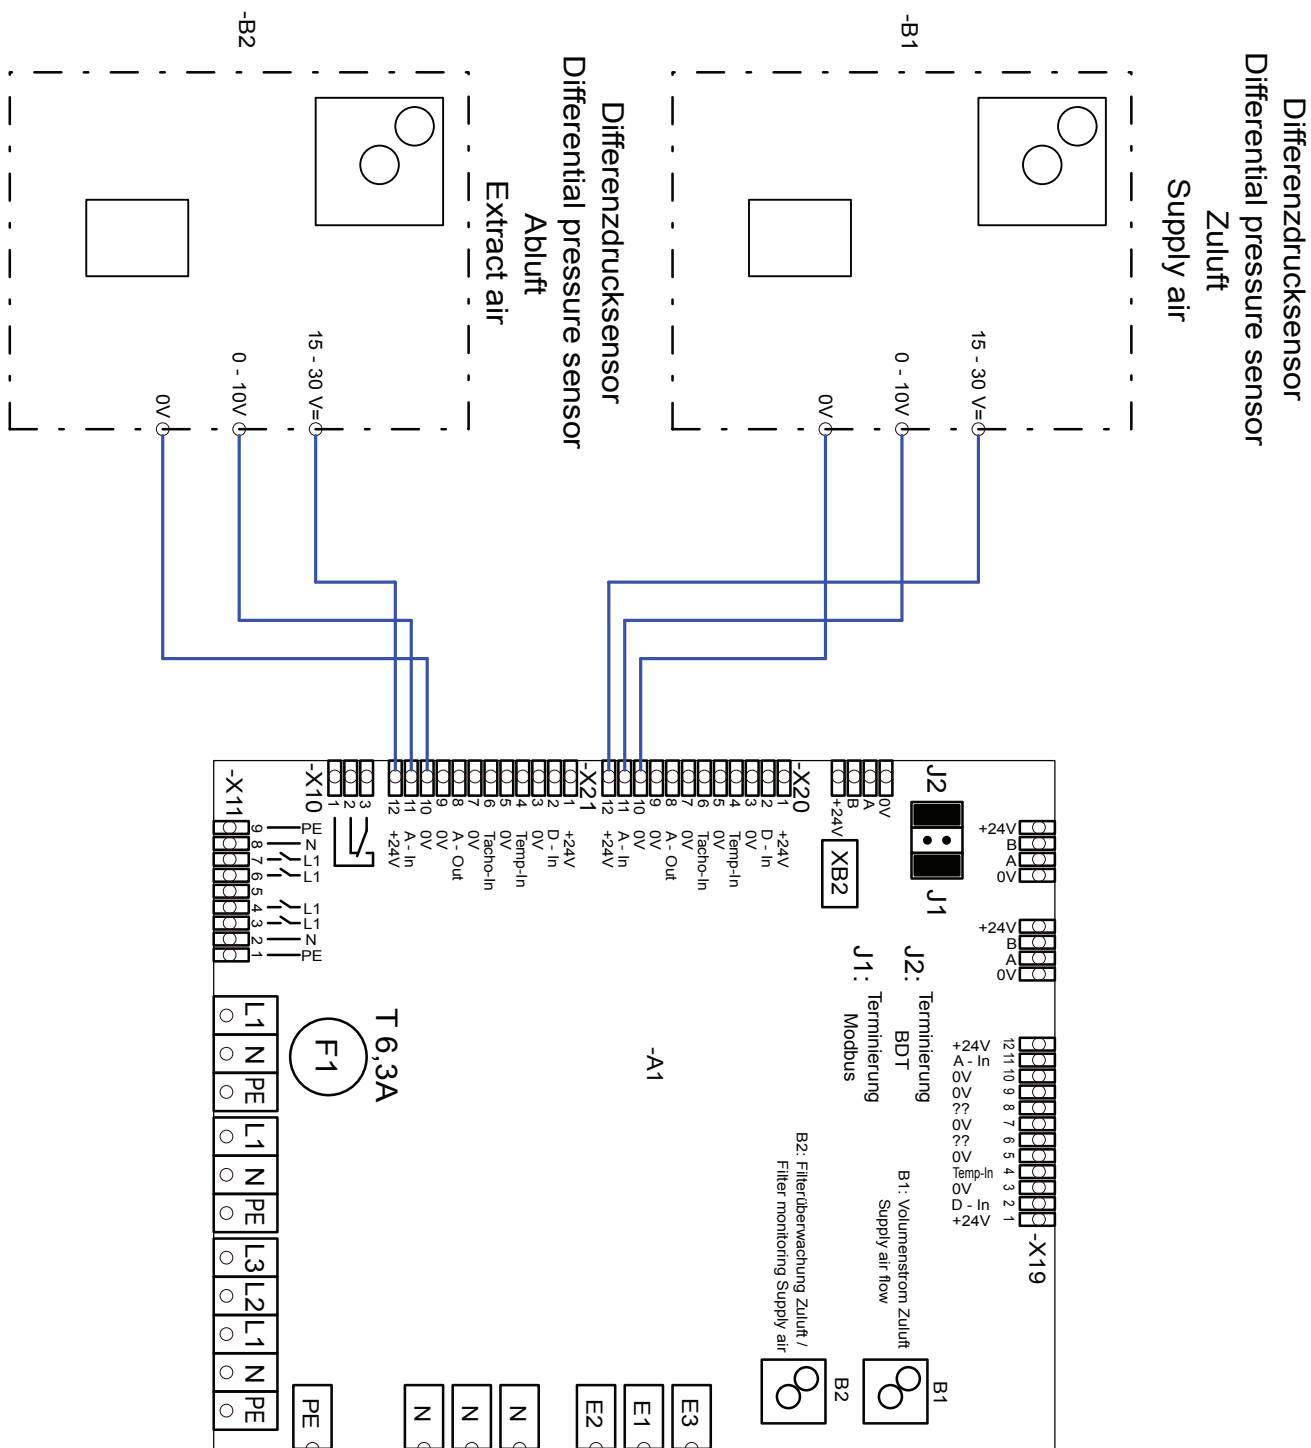 Differenzdrucksensor
Differential pressure sensor
Zuluft
Supply air
-B1
15 - 30 V=
0 - 10V
0V
Differenzdrucksensor
Differential pressure sensor
Abluft
Extract air
-B2
15 - 30 V=
0 - 10V
0V
+24V
B
A
0V
+24V
B
A
0V
12 +24V
11 A - In
10 0V
9 0V
8 ??
7 0V
6 ??
5 0V
4 Temp-In
3 0V
2 D - In
1 +24V
-X19
J2
J1
0V
A
B
+24V
XB2
J2: Terminierung
BDT
J1: Terminierung
Modbus
B1: Volumenstrom Zuluft
Supply air flow
B1
B2: Filterüberwachung Zuluft /
Filter monitoring Supply air
B2
-X20
1 +24V
2 D - In
3 0V
4 Temp-In
5 0V
6 Tacho-In
7 0V
8 A - Out
9 0V
10 0V
11 A - In
12 +24V
-X21
1 +24V
2 D - In
3 0V
4 Temp-In
5 0V
6 Tacho-In
7 0V
8 A - Out
9 0V
10 0V
11 A - In
12 +24V
-A1
-X10
3
2
1
-X11
9 PE
8 N
7 L1
6 L1
5
4 L1
3 L1
2 N
1 PE
T 6,3A
F1
L1
N
PE
L1
N
PE
L3
L2
L1
N
PE
PE
N
N
N
E2
E1
E3